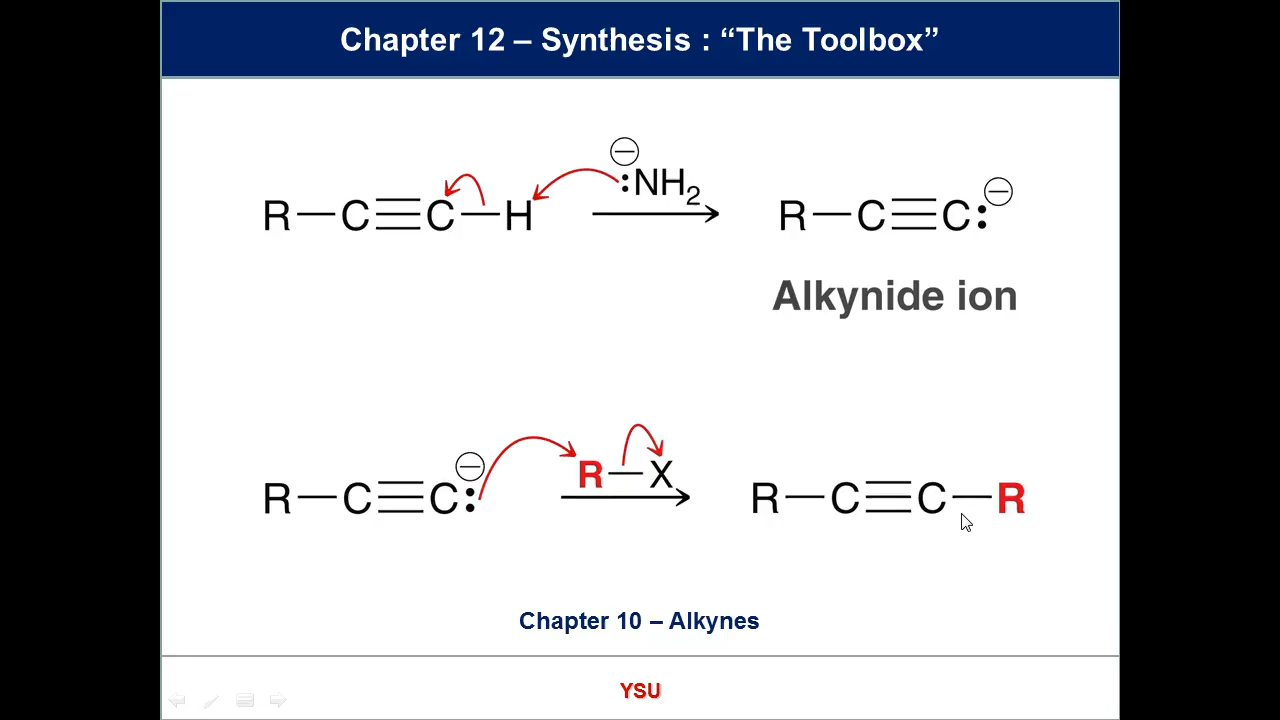 Chapter 12 – Synthesis : “The Toolbox”
⊖
:NH₂
R—C≡C—H
R—C≡C:⊖
Alkynide ion
R—C≡C:⊖
R—X
R—C≡C—R
Chapter 10 – Alkynes
YSU